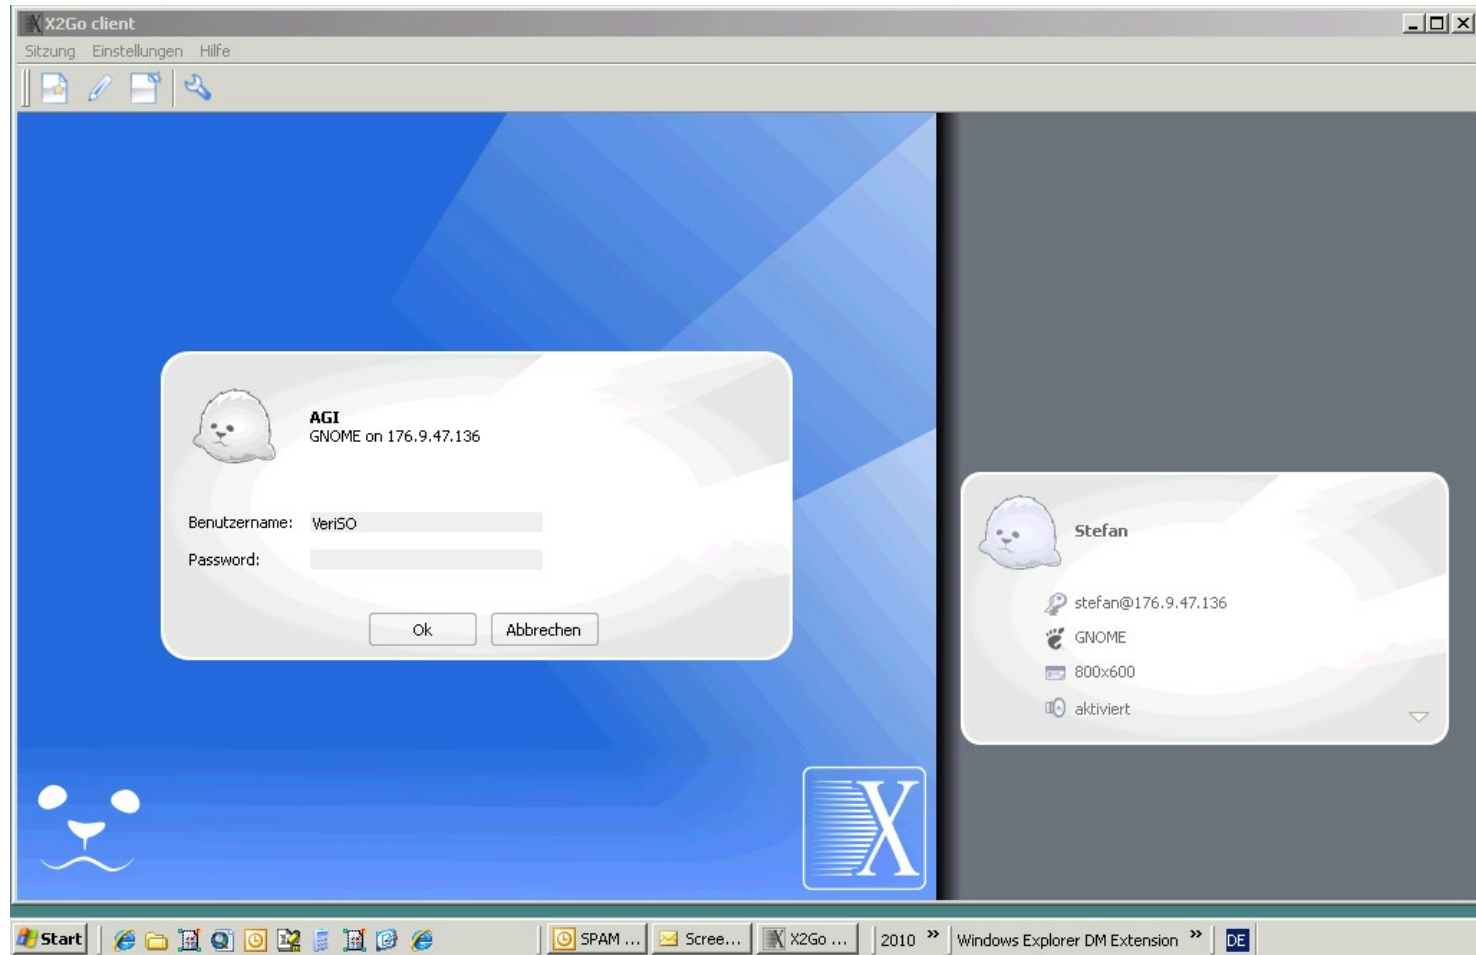 X2Go client
Sitzung Einstellungen Hilfe
AGI
GNOME on 176.9.47.136
Benutzername: VeriSO
Password:
Ok Abbrechen
Stefan
stefan@176.9.47.136
GNOME
800x600
aktiviert
X
Start SPAM ... Scree... X2Go ... 2010 » Windows Explorer DM Extension » DE